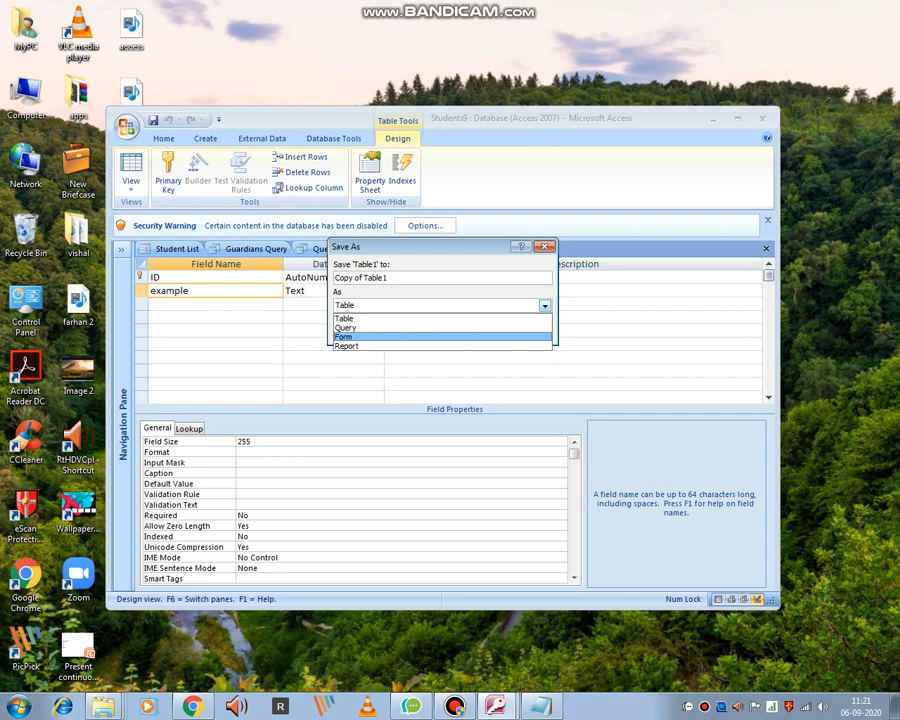 www.BANDICAM.com
MyPC
VLC media
player
access
Computer
apps
Network
New
Briefcase
Recycle Bin
vishal
Control
Panel
farhan 2
Acrobat
Reader DC
Image 2
CCleaner
RtHDVCpl -
Shortcut
eScan
Protecti...
Wallpaper...
Google
Chrome
Zoom
PicPick
Present
continuo...
Table Tools
Students9 : Database (Access 2007) - Microsoft Access
Home
Create
External Data
Database Tools
Design
View
Primary
Key
Builder
Test Validation
Rules
Insert Rows
Delete Rows
Lookup Column
Property
Sheet
Indexes
Views
Tools
Show/Hide
Security Warning
Certain content in the database has been disabled
Options...
Student List
Guardians Query
Que
Field Name
Dat
escription
ID
AutoNum
example
Text
Save As
Save 'Table1' to:
Copy of Table1
As
Table
Table
Query
Form
Report
Navigation Pane
Field Properties
General
Lookup
Field Size
255
Format
Input Mask
Caption
Default Value
Validation Rule
Validation Text
Required
No
Allow Zero Length
Yes
Indexed
No
Unicode Compression
Yes
IME Mode
No Control
IME Sentence Mode
None
Smart Tags
A field name can be up to 64 characters long,
including spaces. Press F1 for help on field
names.
Design view. F6 = Switch panes. F1 = Help.
Num Lock
R
11:21
06-09-2020